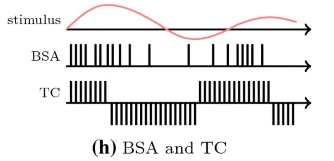 stimulus
BSA
TC
(h) BSA and TC